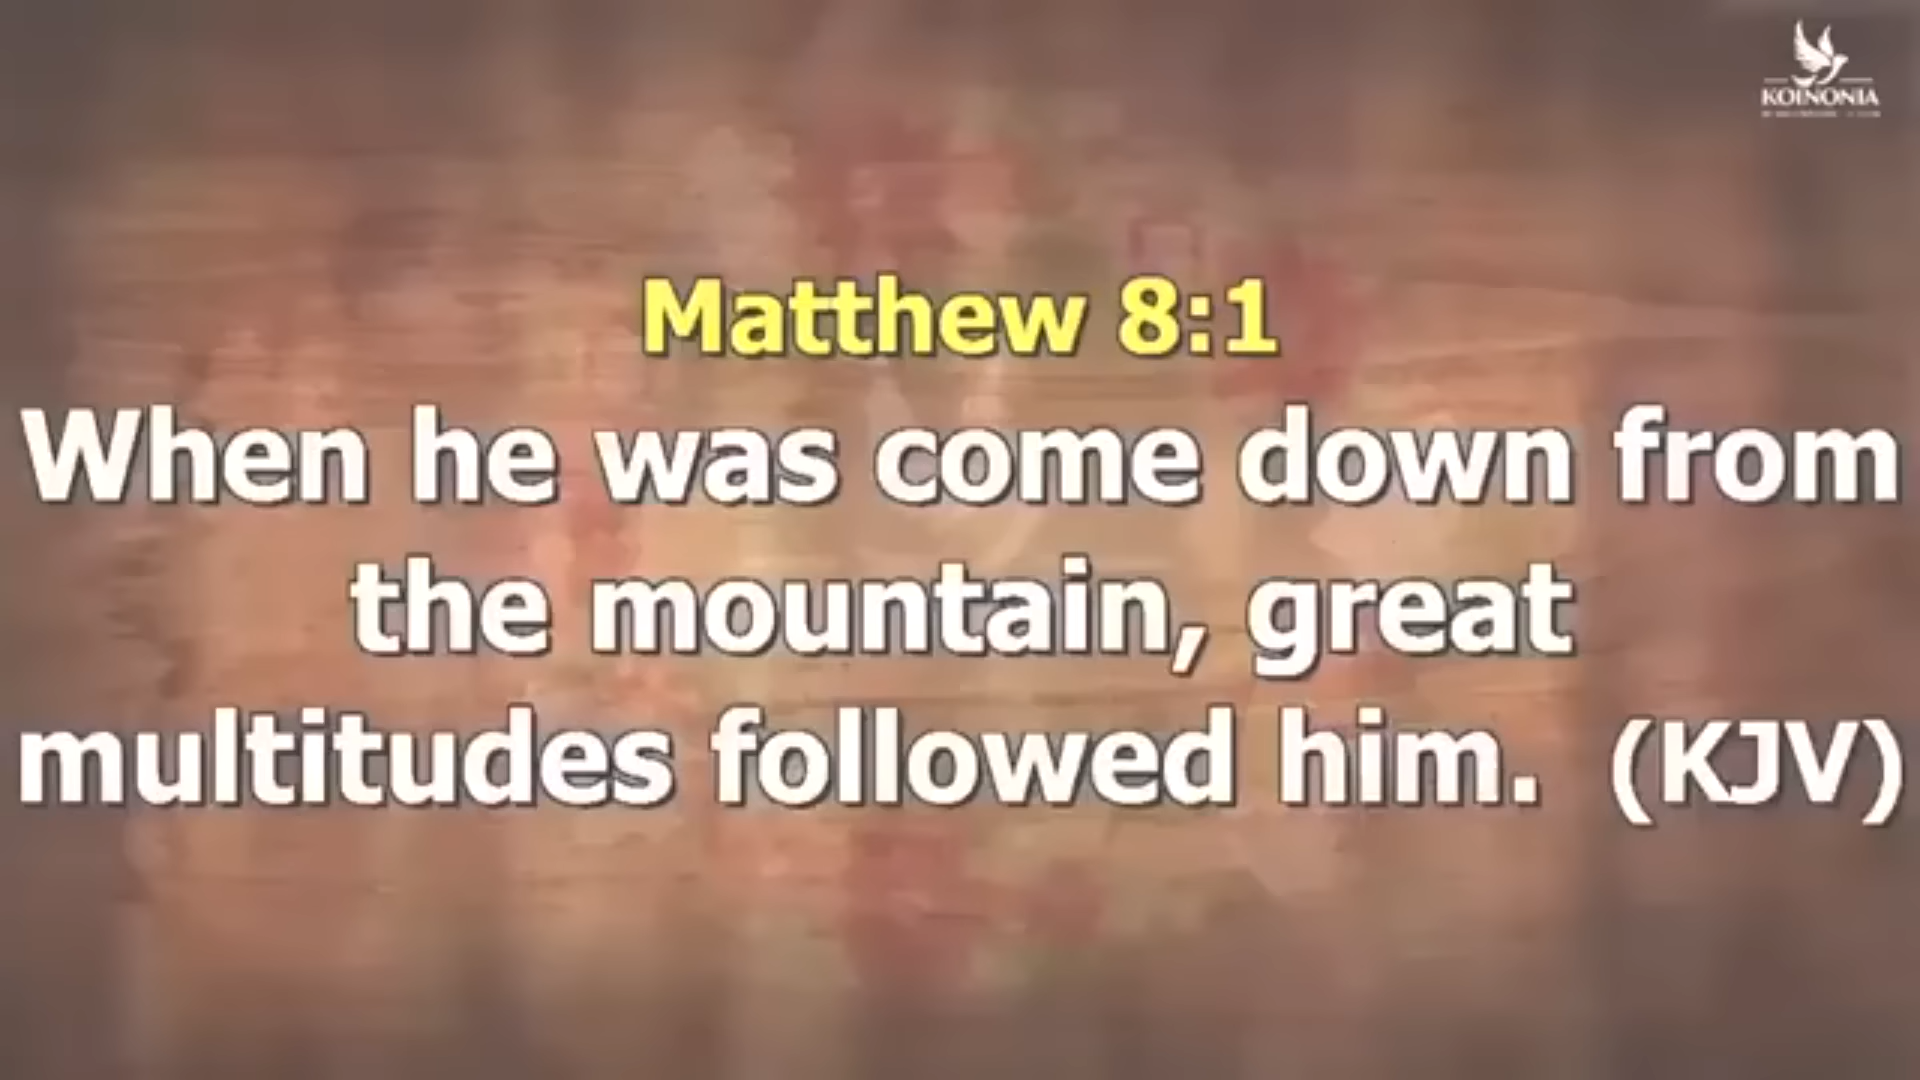 KOINONIA
Matthew 8:1
When he was come down from
the mountain, great
multitudes followed him. (KJV)